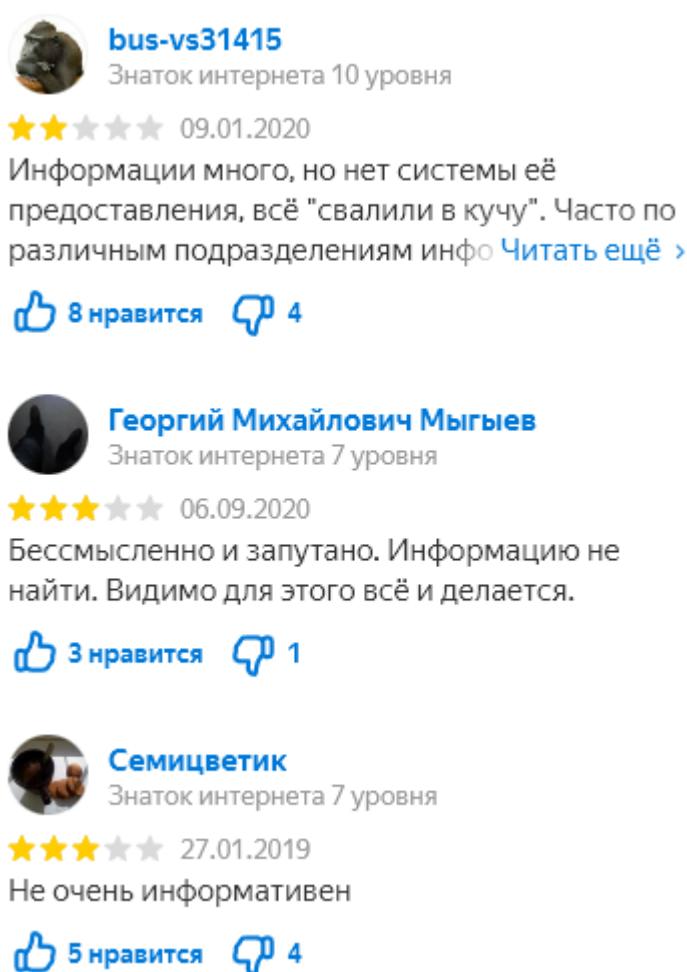 bus-vs31415
Знаток интернета 10 уровня
09.01.2020
Информации много, но нет системы её
предоставления, всё "свалили в кучу". Часто по
различным подразделениям инфо Читать ещё ›
8 нравится 4
Георгий Михайлович Мыгыев
Знаток интернета 7 уровня
06.09.2020
Бессмысленно и запутано. Информацию не
найти. Видимо для этого всё и делается.
3 нравится 1
Семицветик
Знаток интернета 7 уровня
27.01.2019
Не очень информативен
5 нравится 4